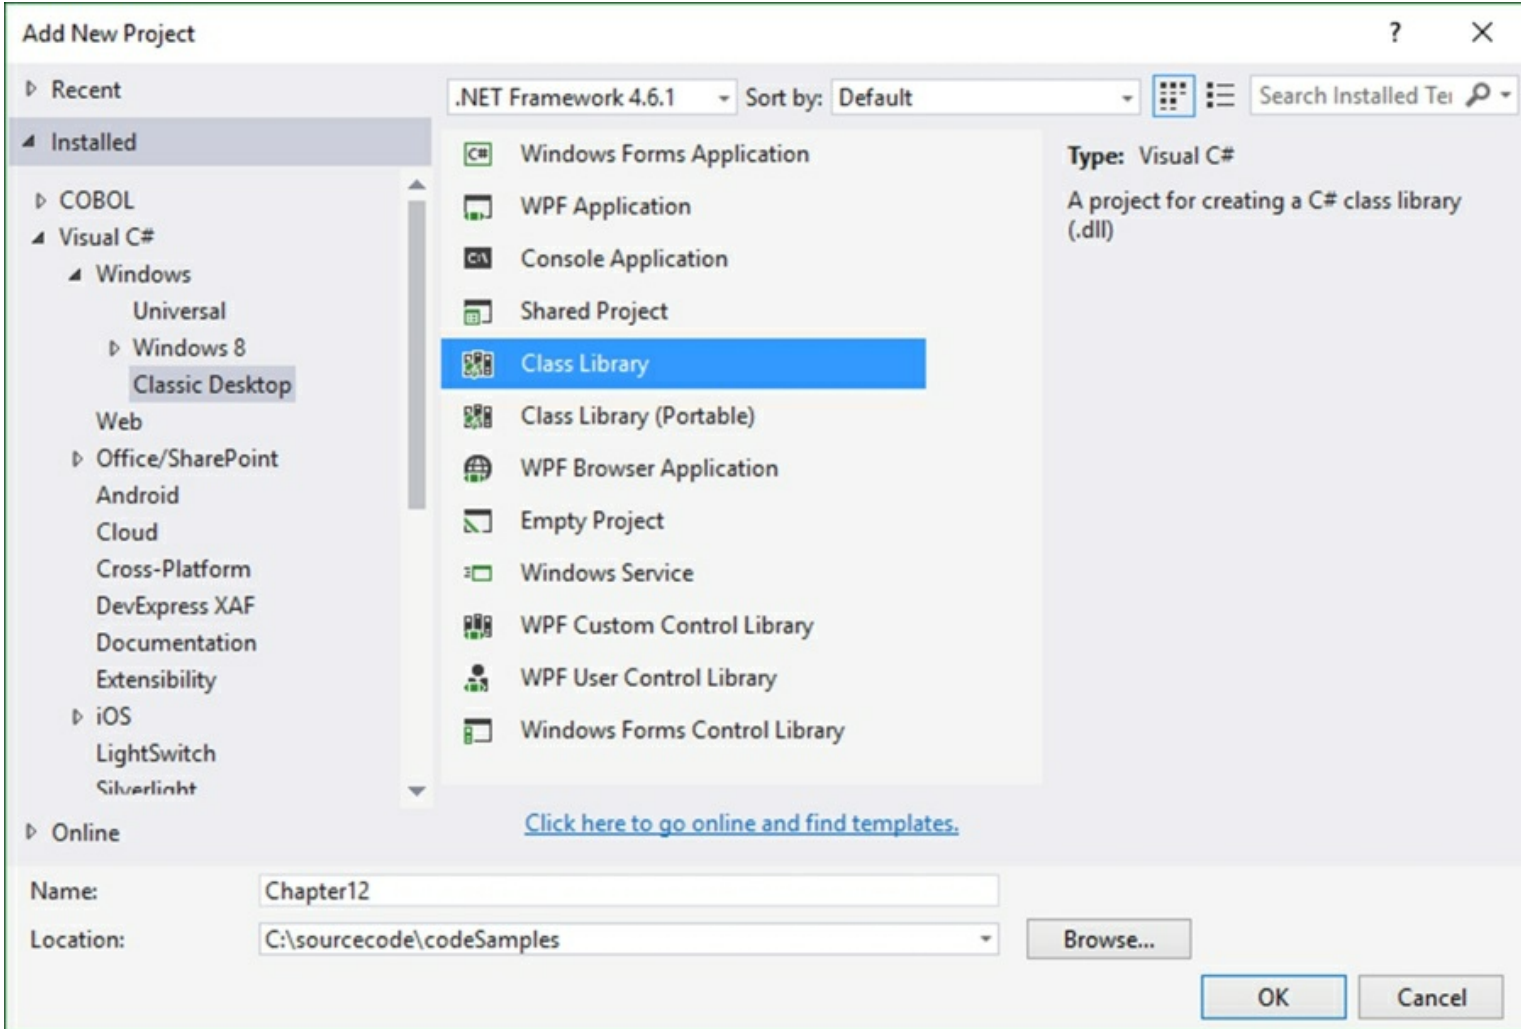 Add New Project
?
Recent
.NET Framework 4.6.1
Sort by:
Default
Search Installed Te
Installed
COBOL
Visual C#
Windows
Universal
Windows 8
Classic Desktop
Web
Office/SharePoint
Android
Cloud
Cross-Platform
DevExpress XAF
Documentation
Extensibility
iOS
LightSwitch
Silverlight
Online
C# Windows Forms Application
WPF Application
C:\ Console Application
Shared Project
Class Library
Class Library (Portable)
WPF Browser Application
Empty Project
Windows Service
WPF Custom Control Library
WPF User Control Library
Windows Forms Control Library
Click here to go online and find templates.
Type: Visual C#
A project for creating a C# class library
(.dll)
Name:
Chapter12
Location:
C:\sourcecode\codeSamples
Browse...
OK
Cancel